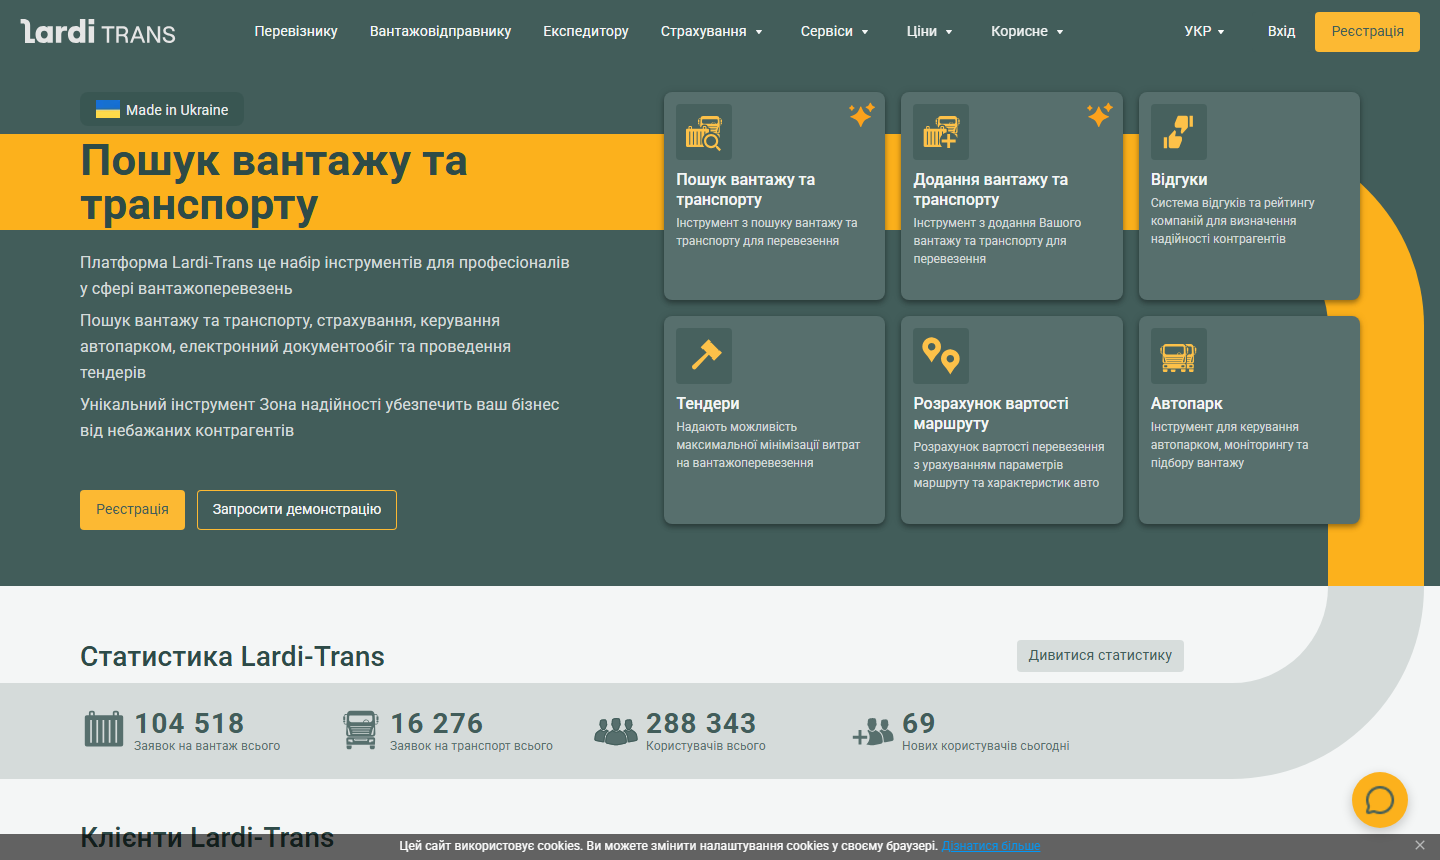 Lardi TRANS
Перевізнику
Вантажовідправнику
Експедитору
Страхування
Сервіси
Ціни
Корисне
УКР
Вхід
Реєстрація
Made in Ukraine
Пошук вантажу та
транспорту
Платформа Lardi-Trans це набір інструментів для професіоналів
у сфері вантажоперевезень
Пошук вантажу та транспорту, страхування, керування
автопарком, електронний документообіг та проведення
тендерів
Унікальний інструмент Зона надійності убезпечить ваш бізнес
від небажаних контрагентів
Реєстрація
Запросити демонстрацію
Пошук вантажу та
транспорту
Інструмент з пошуку вантажу та
транспорту для перевезення
Додання вантажу та
транспорту
Інструмент з додання Вашого
вантажу та транспорту для
перевезення
Відгуки
Система відгуків та рейтингу
компаній для визначення
надійності контрагентів
Тендери
Надають можливість
максимальної мінімізації витрат
на вантажоперевезення
Розрахунок вартості
маршруту
Розрахунок вартості перевезення
з урахуванням параметрів
маршруту та характеристик авто
Автопарк
Інструмент для керування
автопарком, моніторингу та
підбору вантажу
Статистика Lardi-Trans
Дивитися статистику
104 518
Заявок на вантаж всього
16 276
Заявок на транспорт всього
288 343
Користувачів всього
69
Нових користувачів сьогодні
Клієнти Lardi-Trans
Цей сайт використовує cookies. Ви можете змінити налаштування cookies у своєму браузері. Дізнатися більше